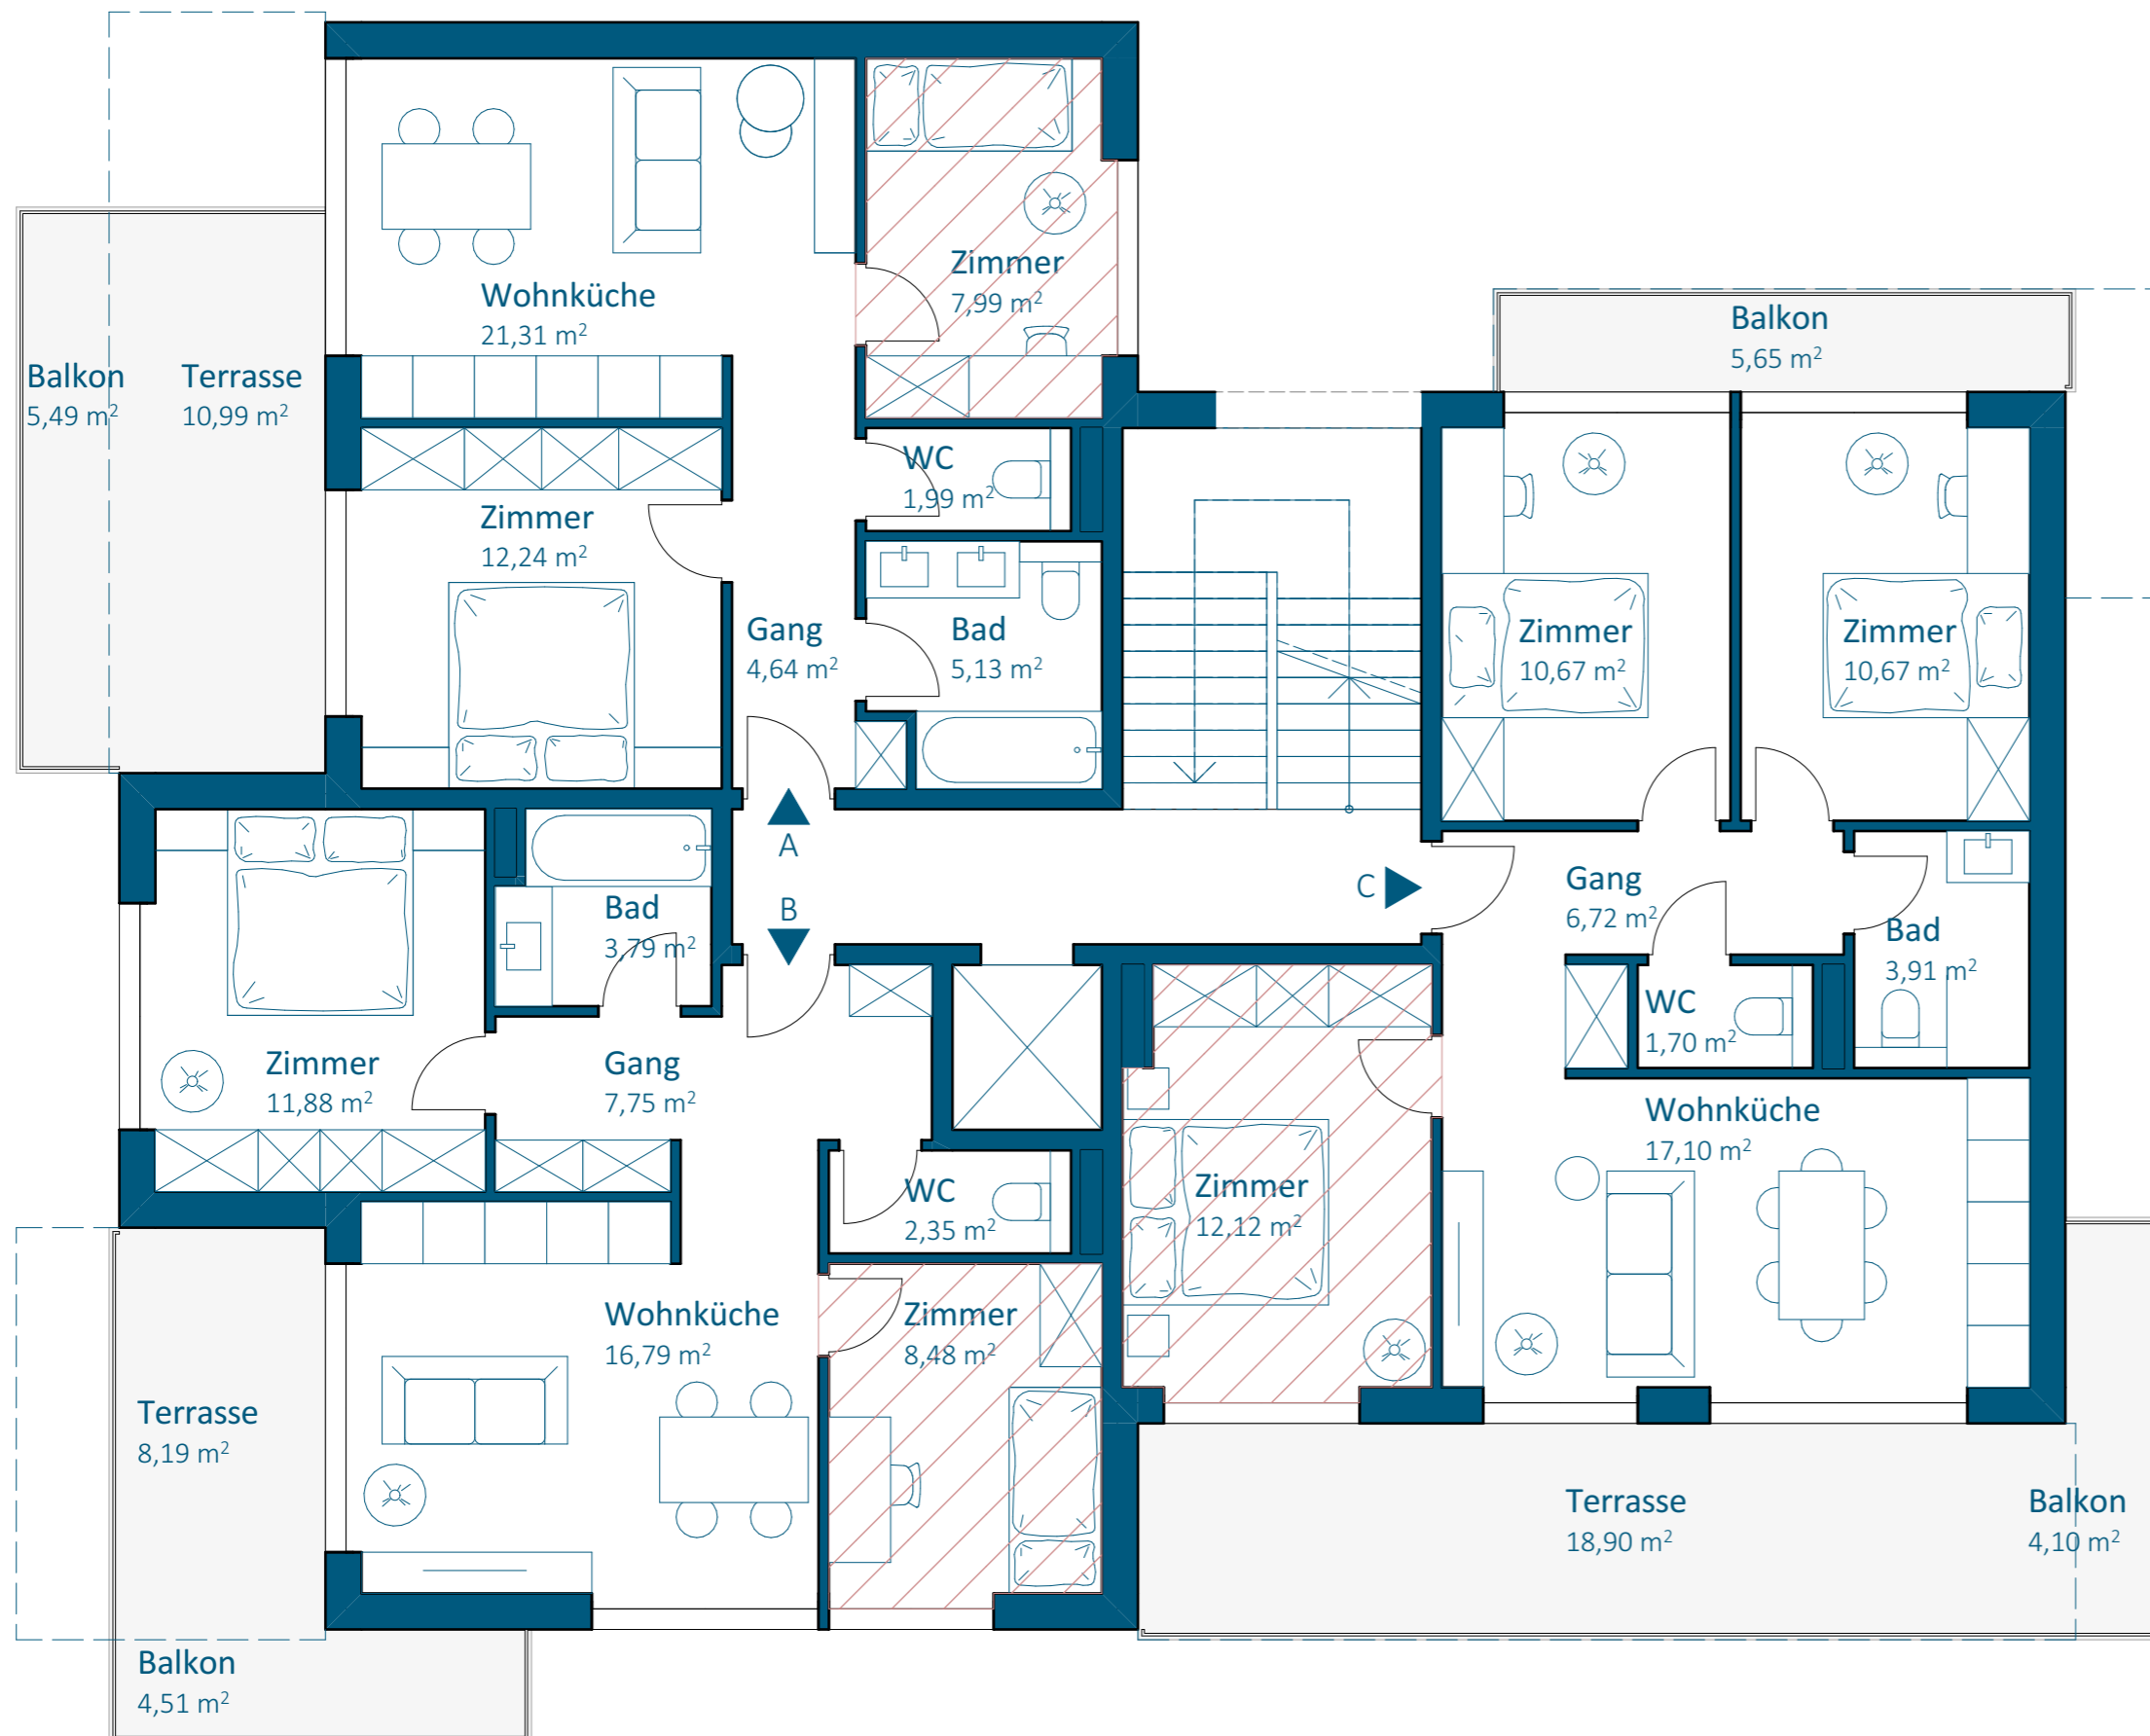 Wohnküche
21,31 m²
Zimmer
7,99 m²
Balkon
5,49 m²
Terrasse
10,99 m²
Balkon
5,65 m²
WC
1,99 m²
Zimmer
12,24 m²
Gang
4,64 m²
Bad
5,13 m²
Zimmer
10,67 m²
Zimmer
10,67 m²
A
B
C
Bad
3,79 m²
Gang
6,72 m²
Bad
3,91 m²
WC
1,70 m²
Zimmer
11,88 m²
Gang
7,75 m²
Wohnküche
17,10 m²
WC
2,35 m²
Zimmer
12,12 m²
Wohnküche
16,79 m²
Zimmer
8,48 m²
Terrasse
8,19 m²
Terrasse
18,90 m²
Balkon
4,10 m²
Balkon
4,51 m²